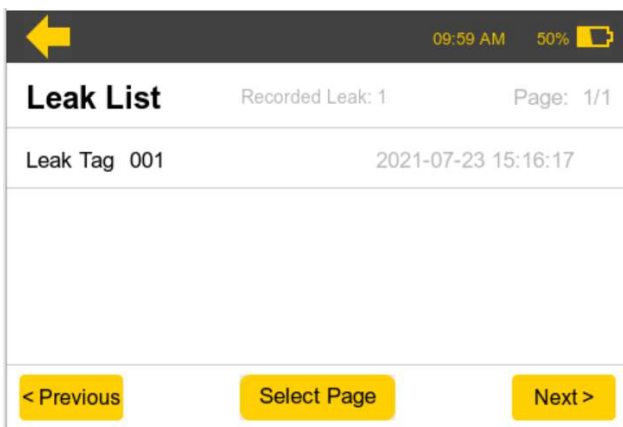 09:59 AM 50%
Leak List Recorded Leak: 1 Page: 1/1
Leak Tag 001 2021-07-23 15:16:17
< Previous Select Page Next >